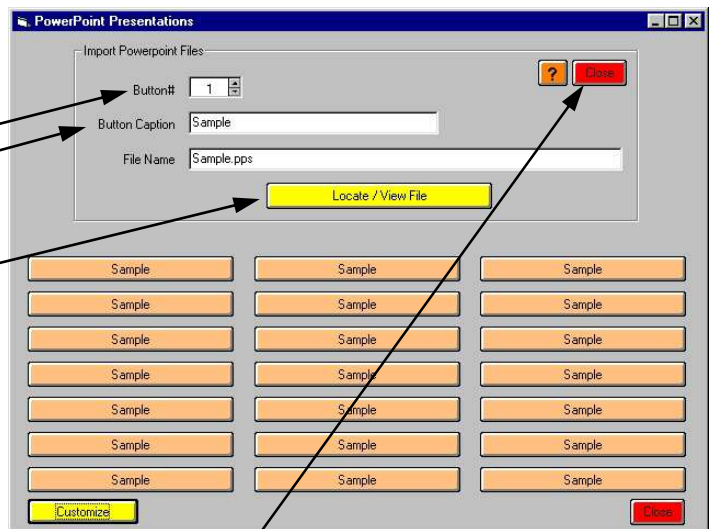 PowerPoint Presentations
Import Powerpoint Files
? Close
Button# 1
Button Caption Sample
File Name Sample.pps
Locate / View File
Sample Sample Sample
Sample Sample Sample
Sample Sample Sample
Sample Sample Sample
Sample Sample Sample
Sample Sample Sample
Sample Sample Sample
Customize Close